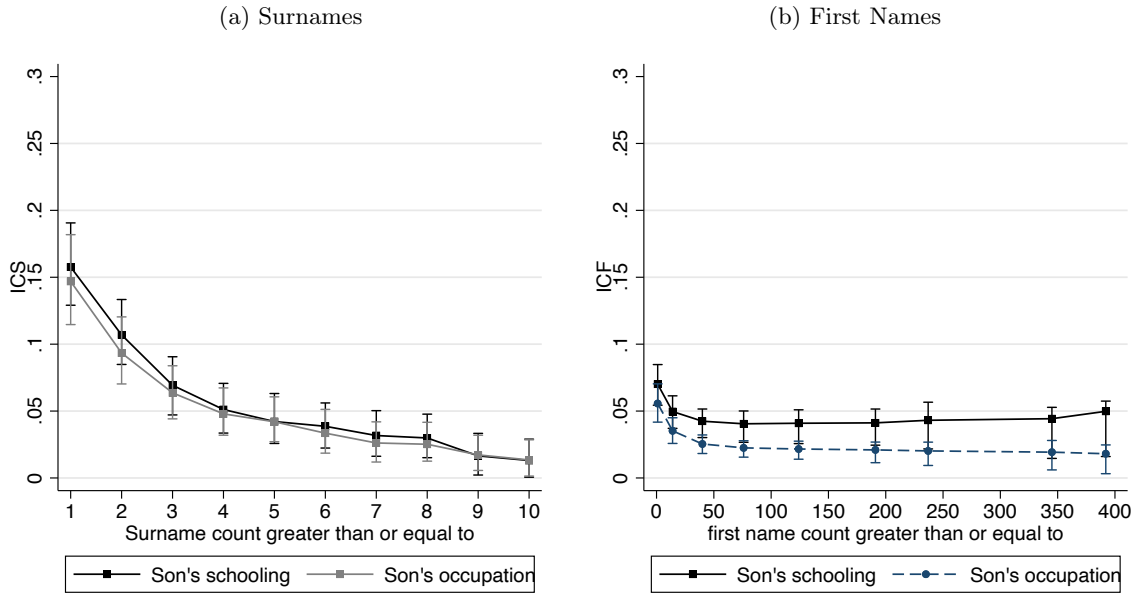 (a) Surnames
ICS
.3
.25
.2
.15
.1
.05
0
1 2 3 4 5 6 7 8 9 10
Surname count greater than or equal to
Son's schooling Son's occupation
(b) First Names
ICF
.3
.25
.2
.15
.1
.05
0
0 50 100 150 200 250 300 350 400
first name count greater than or equal to
Son's schooling Son's occupation